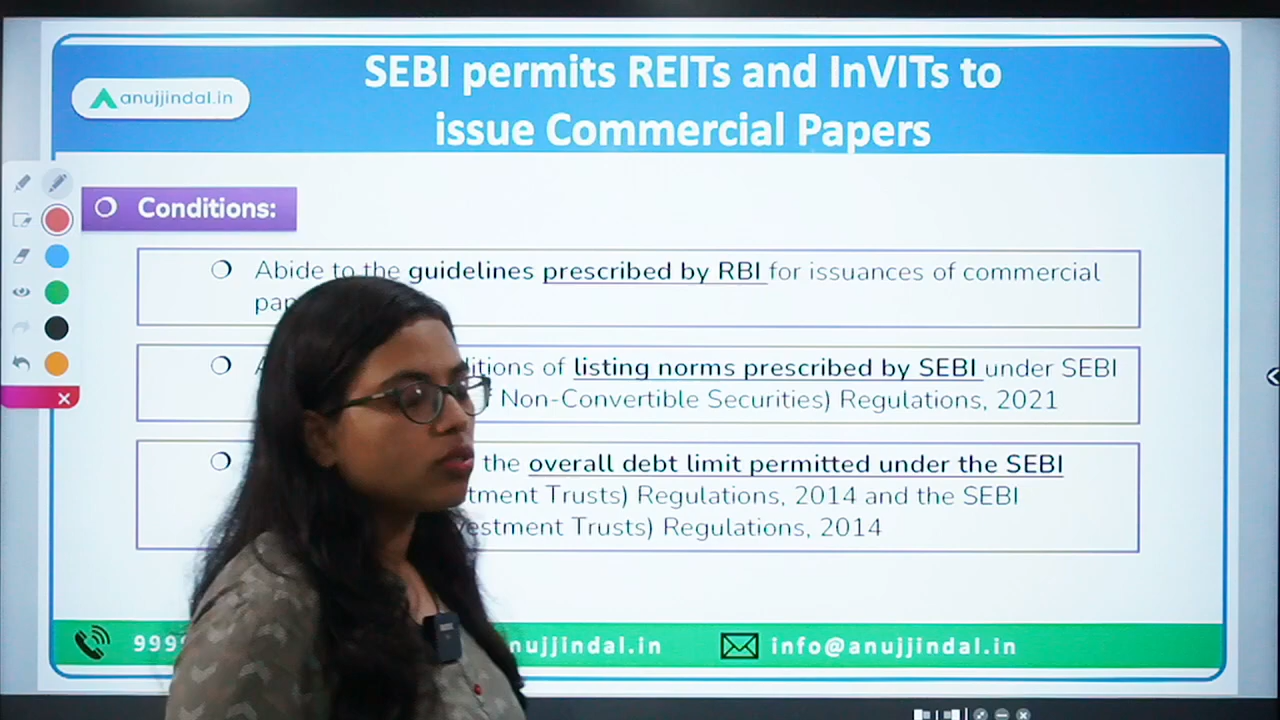 SEBI permits REITs and InVITs to
issue Commercial Papers
anujjindal.in
Conditions:
Abide to the guidelines prescribed by RBI for issuances of commercial
ditions of listing norms prescribed by SEBI under SEBI
Non-Convertible Securities) Regulations, 2021
the overall debt limit permitted under the SEBI
tment Trusts) Regulations, 2014 and the SEBI
vestment Trusts) Regulations, 2014
999
nujjindal.in
info@anujjindal.in